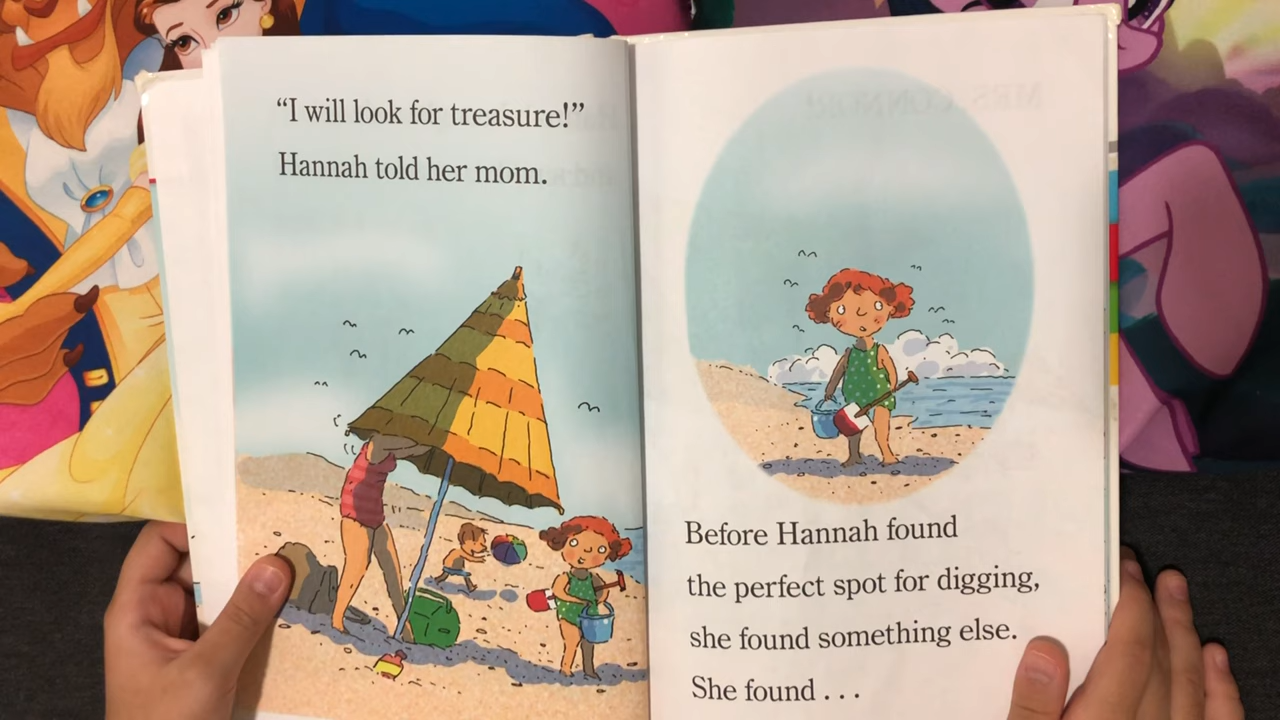 “I will look for treasure!”
Hannah told her mom.
Before Hannah found
the perfect spot for digging,
she found something else.
She found . . .